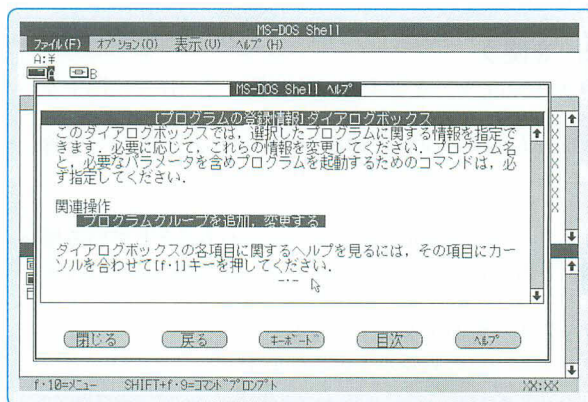 MS-DOS Shell
ファイル(F) オプション(O) 表示(V) ヘルプ(H)
A:¥
A B
MS-DOS Shell ヘルプ
[プログラムの登録情報]ダイアログボックス
このダイアログボックスでは，選択したプログラムに関する情報を指定で
きます．必要に応じて，これらの情報を変更してください．プログラム名
と，必要なパラメータを含めプログラムを起動するためのコマンドは，必
ず指定してください．
関連操作
プログラムグループを追加，変更する
ダイアログボックスの各項目に関するヘルプを見るには，その項目にカー
ソルを合わせて[f・1]キーを押してください．
閉じる 戻る キーボード 目次 ヘルプ
f・10=メニュー SHIFT+f・9=コマンドプロンプト XX:XX